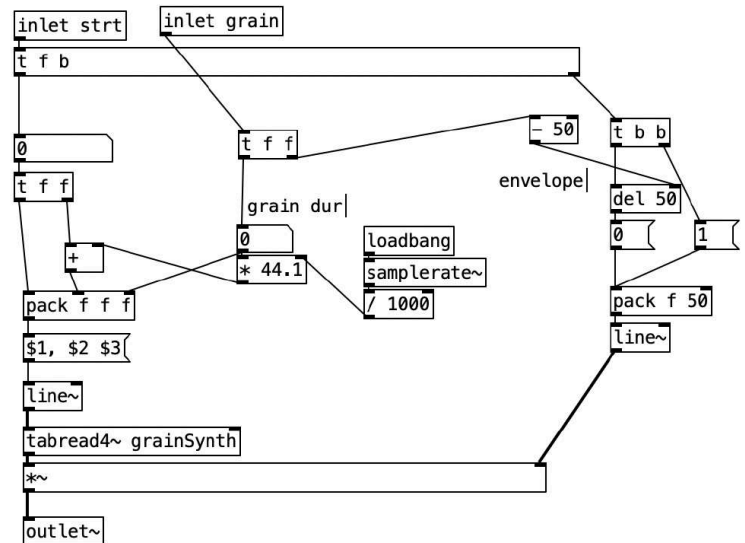 inlet strt
inlet grain
t f b
0
t f f
t f f
- 50
t b b
envelope
del 50
grain dur
0
* 44.1
loadbang
samplerate~
/ 1000
0
1
+
pack f f f
pack f 50
$1, $2 $3
line~
line~
tabread4~ grainSynth
*~
outlet~